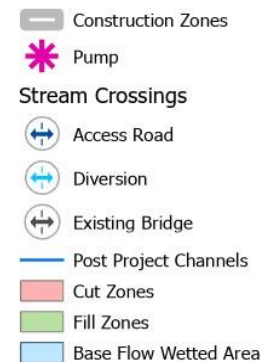 Construction Zones
Pump
Stream Crossings
Access Road
Diversion
Existing Bridge
Post Project Channels
Cut Zones
Fill Zones
Base Flow Wetted Area